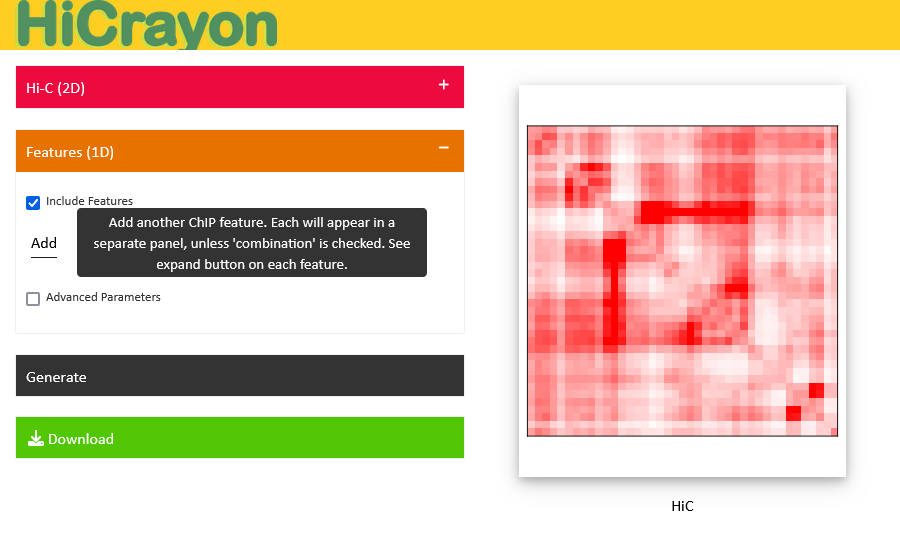 HiCrayon
Hi-C (2D)
Features (1D)
Include Features
Add
Add another ChIP feature. Each will appear in a
separate panel, unless 'combination' is checked. See
expand button on each feature.
Advanced Parameters
Generate
Download
HiC